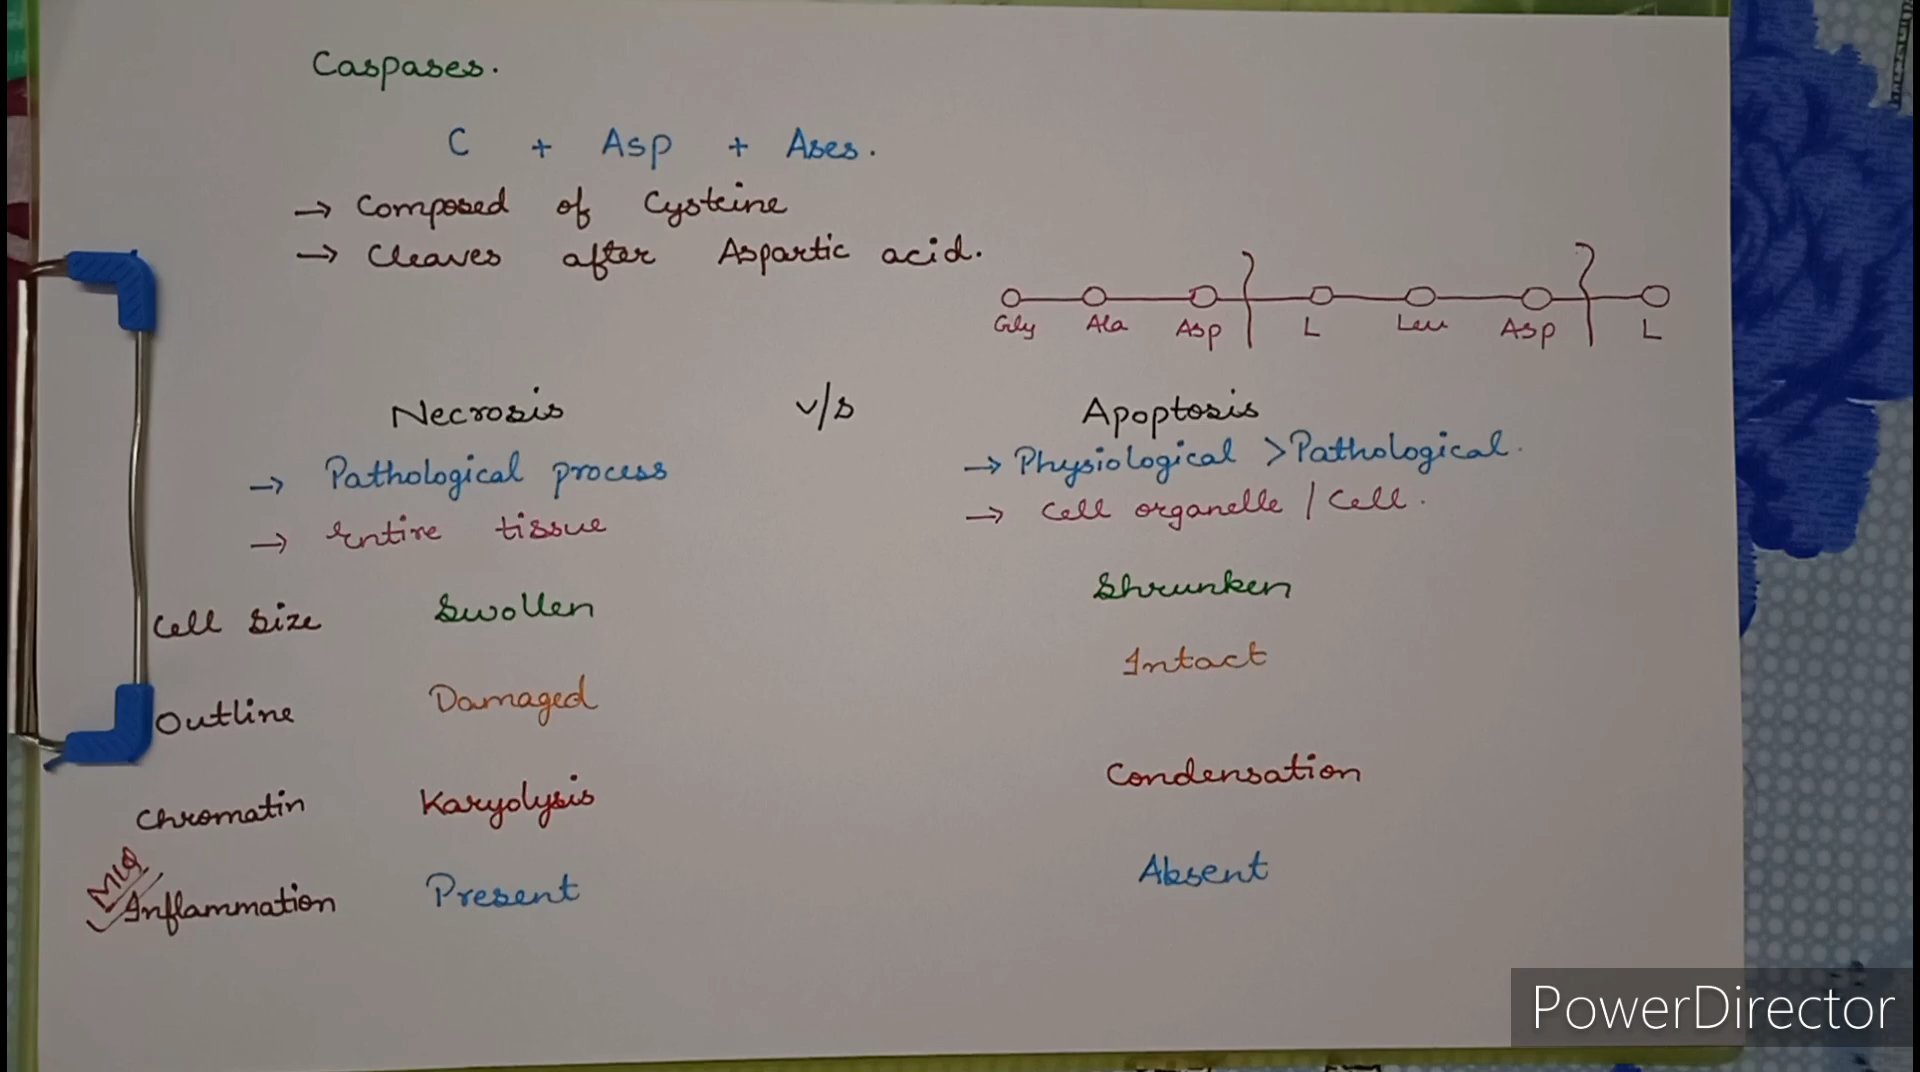 Caspases.
C + Asp + Ases.
→ Composed of Cysteine
→ Cleaves after Aspartic acid.
Gly Ala Asp L Leu Asp L
Necrosis v/s Apoptosis
→ Pathological process → Physiological > Pathological.
→ Entire tissue → Cell organelle / Cell.
Cell size Swollen Shrunken
Outline Damaged Intact
Chromatin Karyolysis Condensation
MCQ
Inflammation Present Absent
PowerDirector